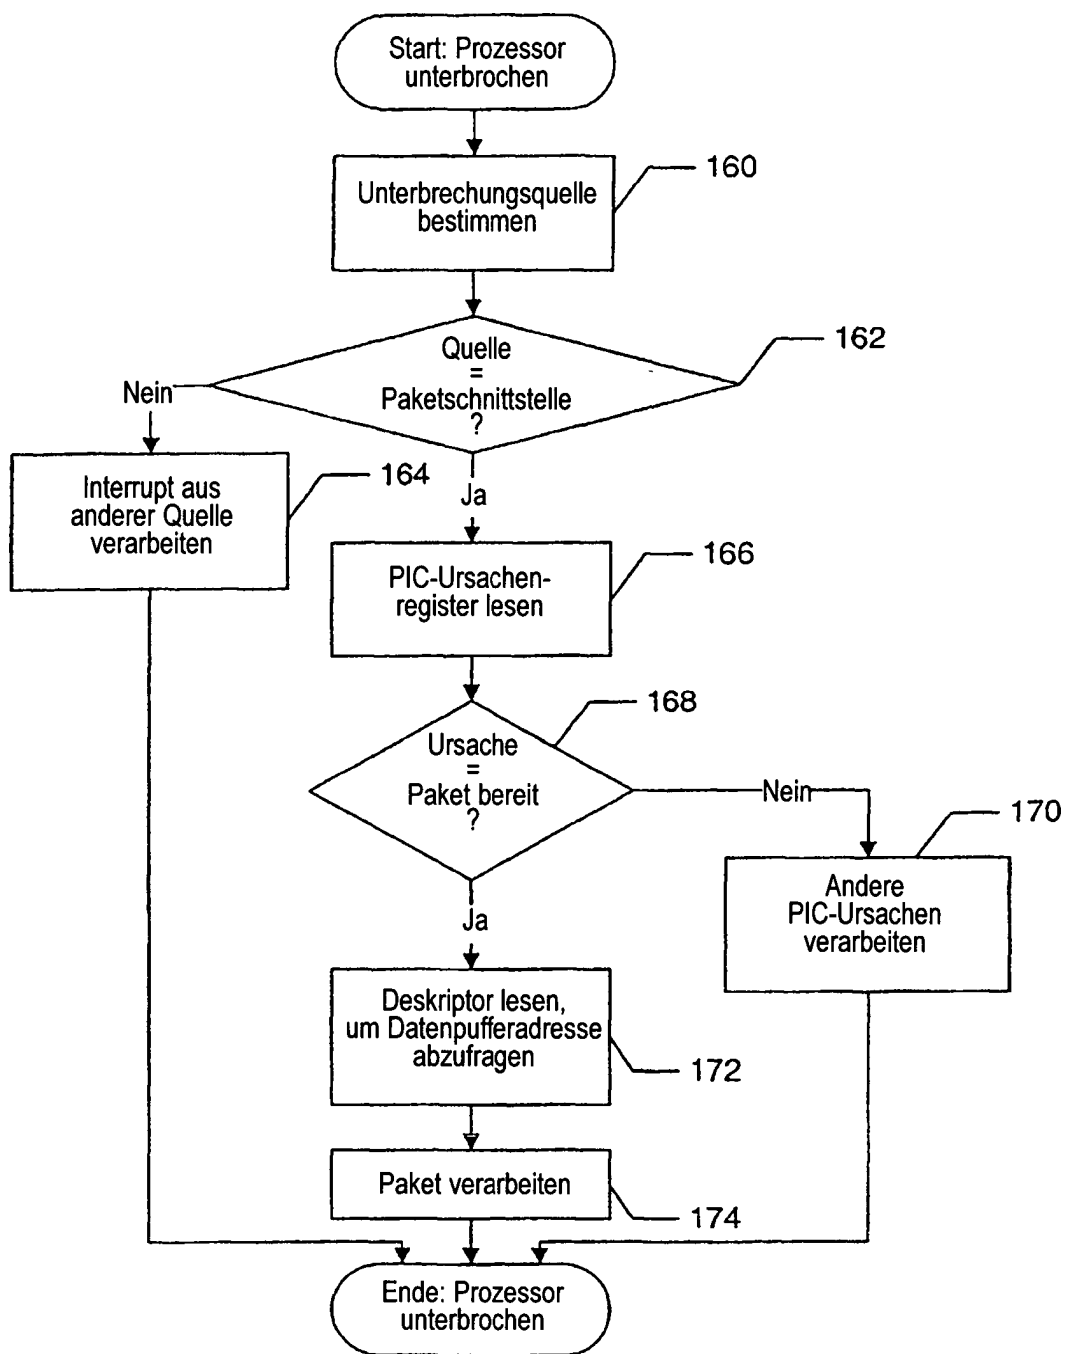 Start: Prozessor
unterbrochen
Unterbrechungsquelle
bestimmen
160
Quelle
=
Paketschnittstelle
?
162
Nein
Interrupt aus
anderer Quelle
verarbeiten
164
Ja
PIC-Ursachen-
register lesen
166
Ursache
=
Paket bereit
?
168
Nein
Andere
PIC-Ursachen
verarbeiten
170
Ja
Deskriptor lesen,
um Datenpufferadresse
abzufragen
172
Paket verarbeiten
174
Ende: Prozessor
unterbrochen